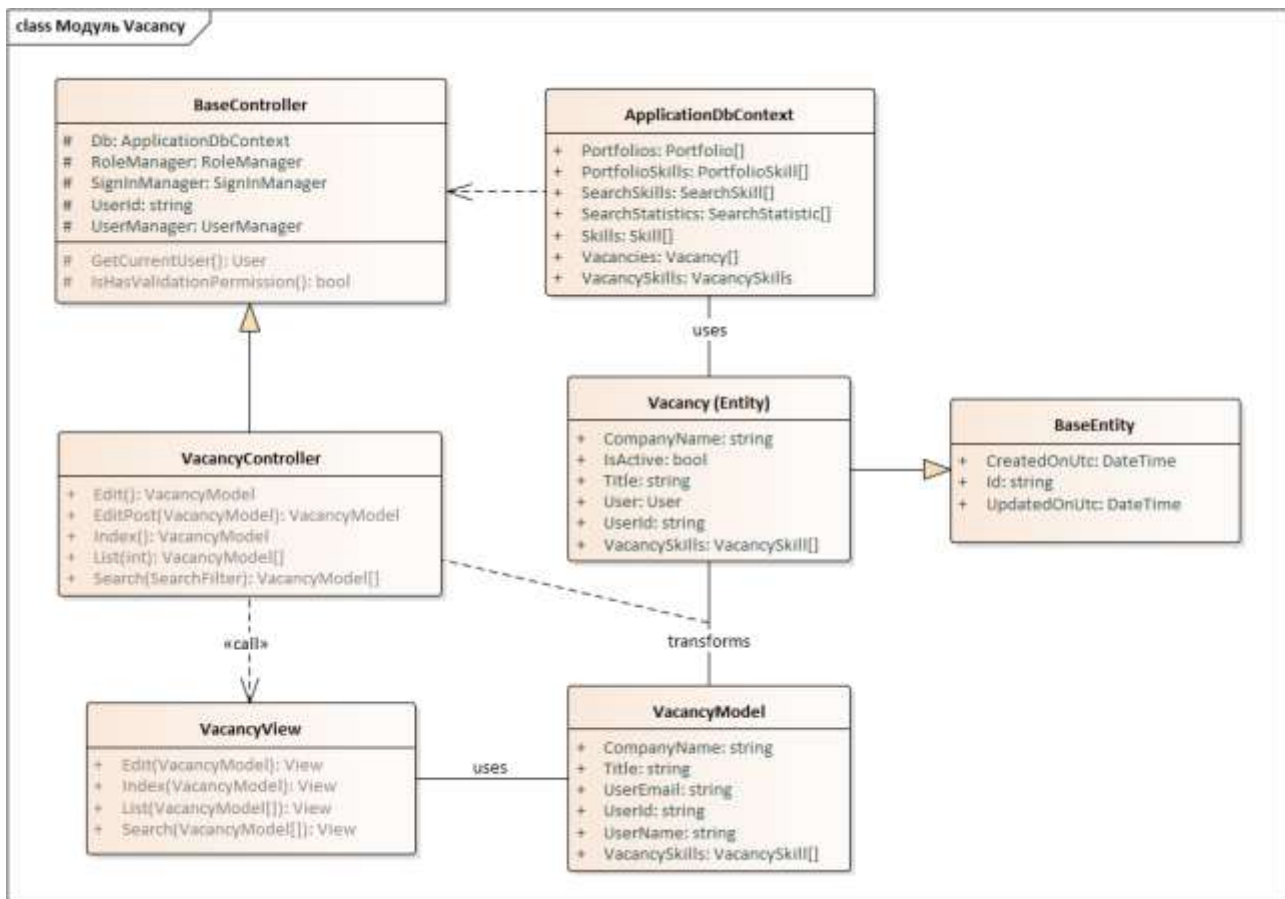 class Модуль Vacancy
BaseController
# Db: ApplicationDbContext
# RoleManager: RoleManager
# SignInManager: SignInManager
# UserId: string
# UserManager: UserManager
# GetCurrentUser(): User
# IsHasValidationPermission(): bool
ApplicationDbContext
+ Portfolios: Portfolio[]
+ PortfolioSkills: PortfolioSkill[]
+ SearchSkills: SearchSkill[]
+ SearchStatistics: SearchStatistic[]
+ Skills: Skill[]
+ Vacancies: Vacancy[]
+ VacancySkills: VacancySkills
uses
Vacancy (Entity)
+ CompanyName: string
+ IsActive: bool
+ Title: string
+ User: User
+ UserId: string
+ VacancySkills: VacancySkill[]
BaseEntity
+ CreatedOnUtc: DateTime
+ Id: string
+ UpdatedOnUtc: DateTime
VacancyController
+ Edit(): VacancyModel
+ EditPost(VacancyModel): VacancyModel
+ Index(): VacancyModel
+ List(int): VacancyModel[]
+ Search(SearchFilter): VacancyModel[]
«call»
transforms
VacancyView
+ Edit(VacancyModel): View
+ Index(VacancyModel): View
+ List(VacancyModel[]): View
+ Search(VacancyModel[]): View
uses
VacancyModel
+ CompanyName: string
+ Title: string
+ UserEmail: string
+ UserId: string
+ UserName: string
+ VacancySkills: VacancySkill[]